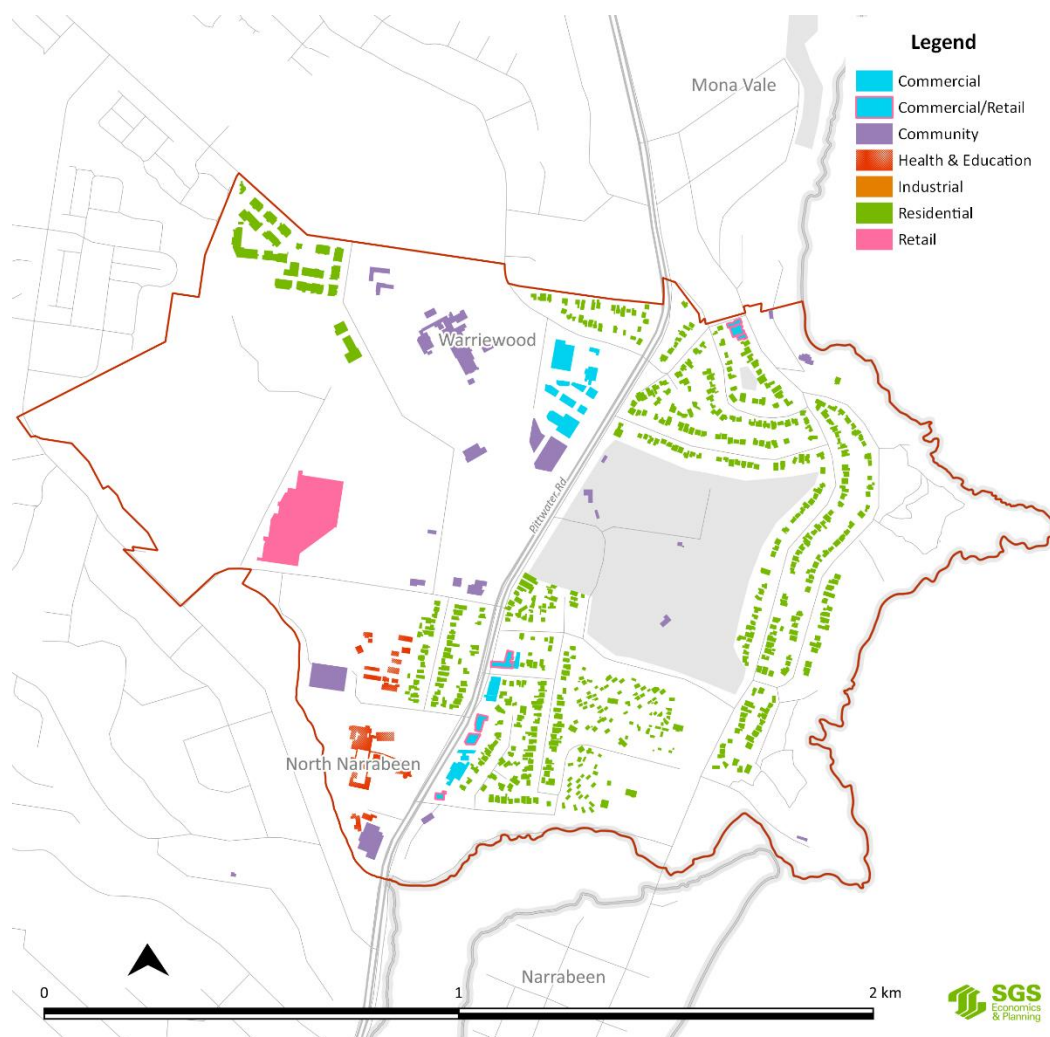 Legend
Mona Vale
Commercial
Commercial/Retail
Community
Health & Education
Industrial
Residential
Retail
Warriewood
Pittwater Rd
North Narrabeen
Narrabeen
0
1
2 km
SGS
Economics
& Planning